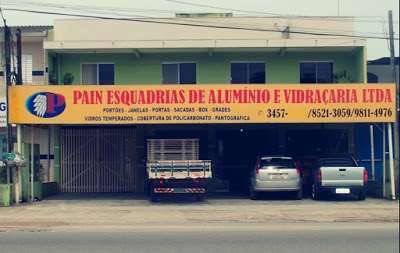 PAIN ESQUADRIAS DE ALUMÍNIO E VIDRAÇARIA LTDA
PORTÕES - JANELAS - PORTAS - SACADAS - BOX - GRADES
VIDROS TEMPERADOS - COBERTURA DE POLICARBONATO - PANTOGRÁFICA
3457- /8521-3059/9811-4976